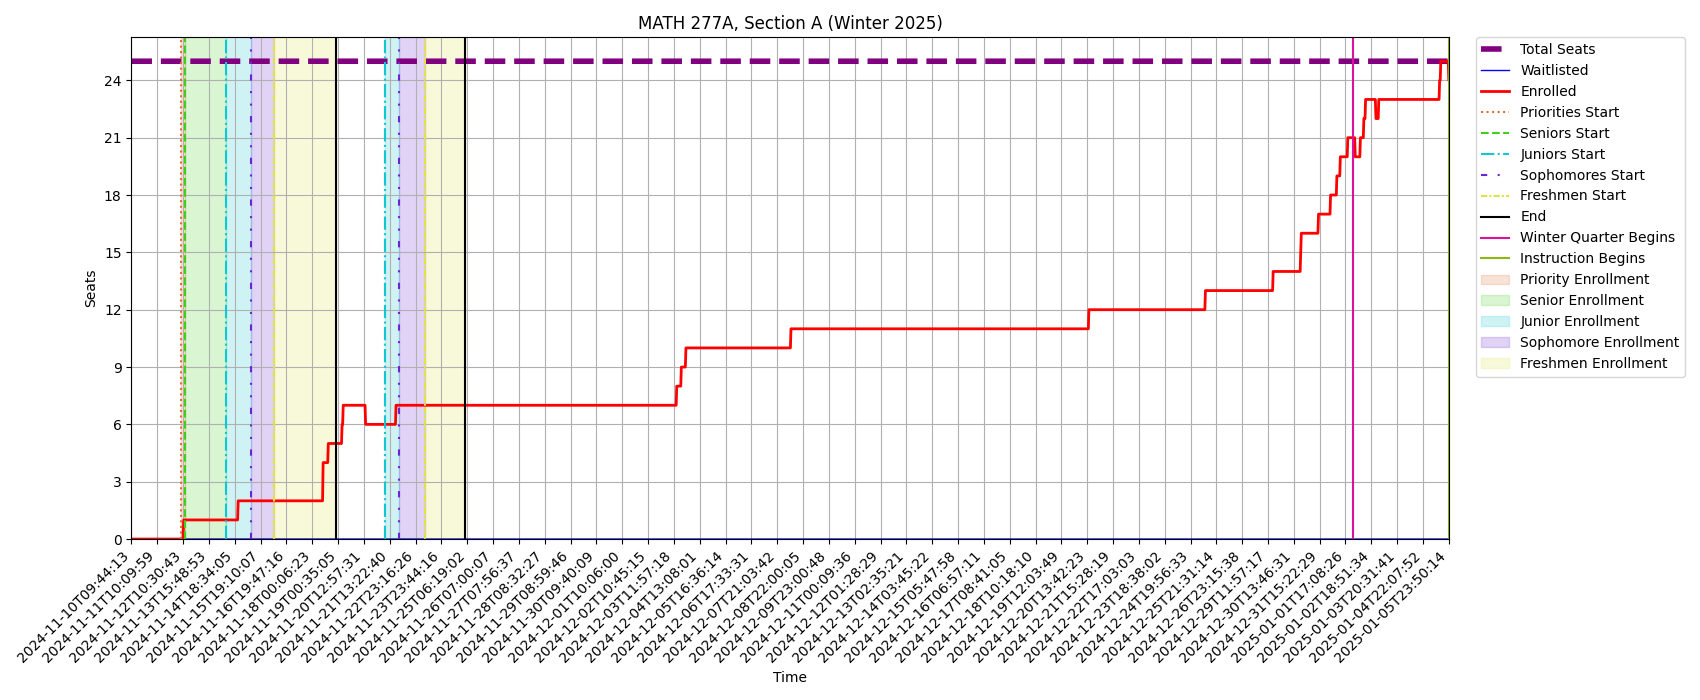 MATH 277A, Section A (Winter 2025)
Total Seats
Waitlisted
Enrolled
Priorities Start
Seniors Start
Juniors Start
Sophomores Start
Freshmen Start
End
Winter Quarter Begins
Instruction Begins
Priority Enrollment
Senior Enrollment
Junior Enrollment
Sophomore Enrollment
Freshmen Enrollment
Seats
24
21
18
15
12
9
6
3
0
2024-11-10T09:44:13
2024-11-11T10:09:59
2024-11-12T10:30:43
2024-11-13T15:48:53
2024-11-14T18:34:05
2024-11-15T19:10:07
2024-11-16T19:47:16
2024-11-18T00:06:23
2024-11-19T00:35:05
2024-11-20T12:57:31
2024-11-21T13:22:40
2024-11-22T23:16:26
2024-11-23T23:44:16
2024-11-25T06:19:02
2024-11-26T07:00:07
2024-11-27T07:56:37
2024-11-28T08:32:27
2024-11-29T08:59:46
2024-11-30T09:40:09
2024-12-01T10:06:00
2024-12-02T10:45:15
2024-12-03T11:57:18
2024-12-04T13:08:01
2024-12-05T16:36:14
2024-12-06T17:33:31
2024-12-07T21:03:42
2024-12-08T22:00:05
2024-12-09T23:00:48
2024-12-11T00:09:36
2024-12-12T01:28:29
2024-12-13T02:35:21
2024-12-14T03:45:22
2024-12-15T05:47:58
2024-12-16T06:57:11
2024-12-17T08:41:05
2024-12-18T10:18:10
2024-12-19T12:03:49
2024-12-20T13:42:23
2024-12-21T15:28:19
2024-12-22T17:03:03
2024-12-23T18:38:02
2024-12-24T19:56:33
2024-12-25T21:31:14
2024-12-26T23:15:38
2024-12-29T11:57:17
2024-12-30T13:46:31
2024-12-31T15:22:29
2025-01-01T17:08:26
2025-01-02T18:51:34
2025-01-03T20:31:41
2025-01-04T22:07:52
2025-01-05T23:50:14
Time